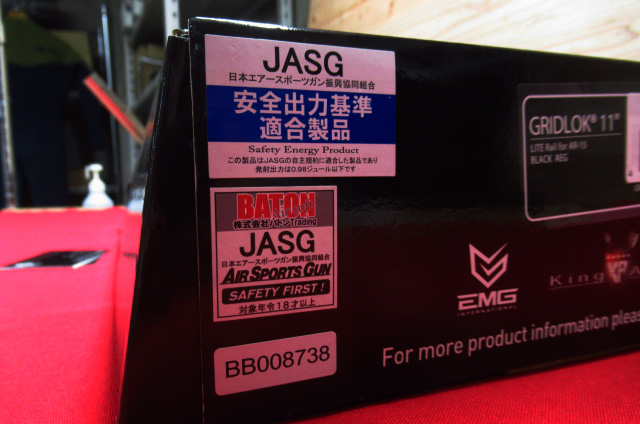 JASG
日本エアースポーツガン振興協同組合
安全出力基準
適合製品
Safety Energy Product
この製品はJASGの自主規約に適合した製品であり
発射出力は0.98ジュール以下です
BATON
株式会社バトンTrading
JASG
日本エアースポーツガン振興協同組合
AIR SPORTS GUN
SAFETY FIRST!
対象年令18才以上
BB008738
GRIDLOK® 11"
LITE Rail for AR-15
BLACK AEG
EMG
INTERNATIONAL
King
For more product information please